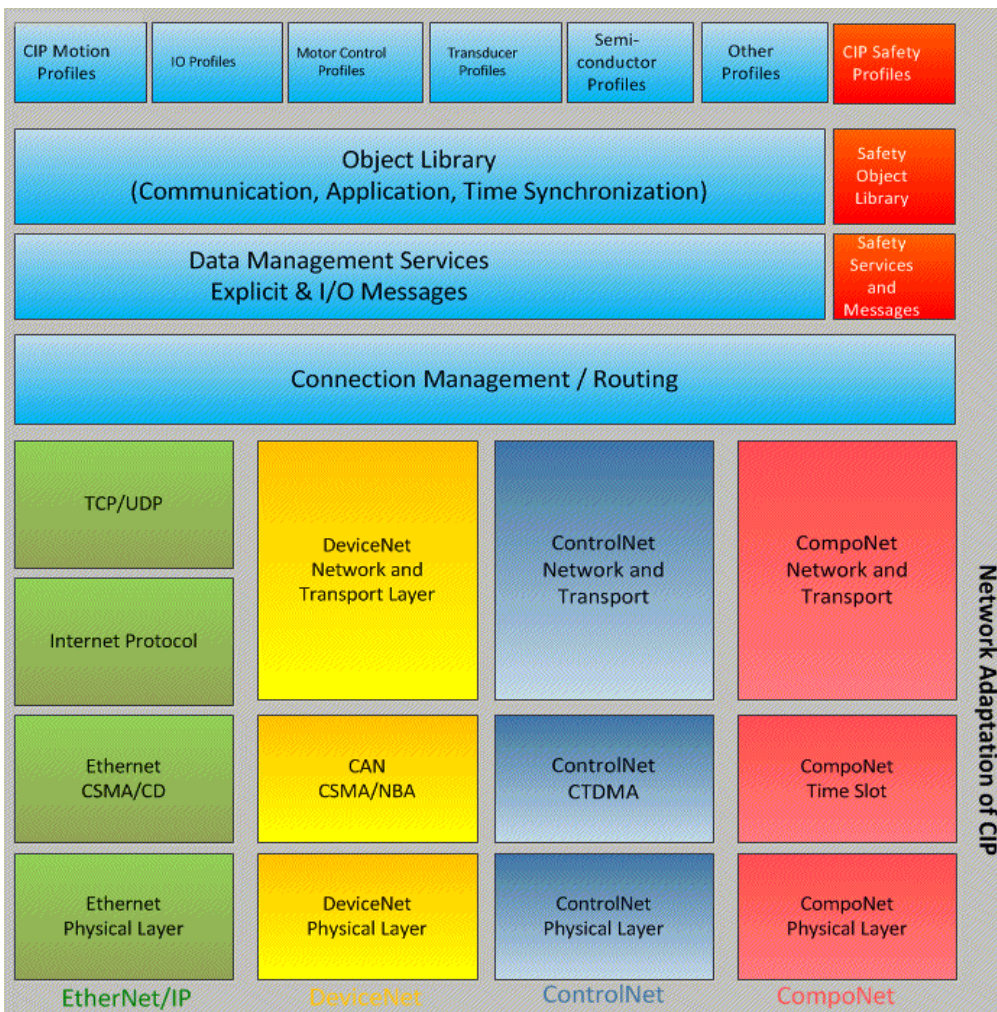 CIP Motion
Profiles
IO Profiles
Motor Control
Profiles
Transducer
Profiles
Semi-
conductor
Profiles
Other
Profiles
CIP Safety
Profiles
Object Library
(Communication, Application, Time Synchronization)
Safety
Object
Library
Data Management Services
Explicit & I/O Messages
Safety
Services
and
Messages
Connection Management / Routing
TCP/UDP
Internet Protocol
Ethernet
CSMA/CD
Ethernet
Physical Layer
EtherNet/IP
DeviceNet
Network and
Transport Layer
CAN
CSMA/NBA
DeviceNet
Physical Layer
DeviceNet
ControlNet
Network and
Transport
ControlNet
CTDMA
ControlNet
Physical Layer
ControlNet
CompoNet
Network and
Transport
CompoNet
Time Slot
CompoNet
Physical Layer
CompoNet
Network Adaptation of CIP